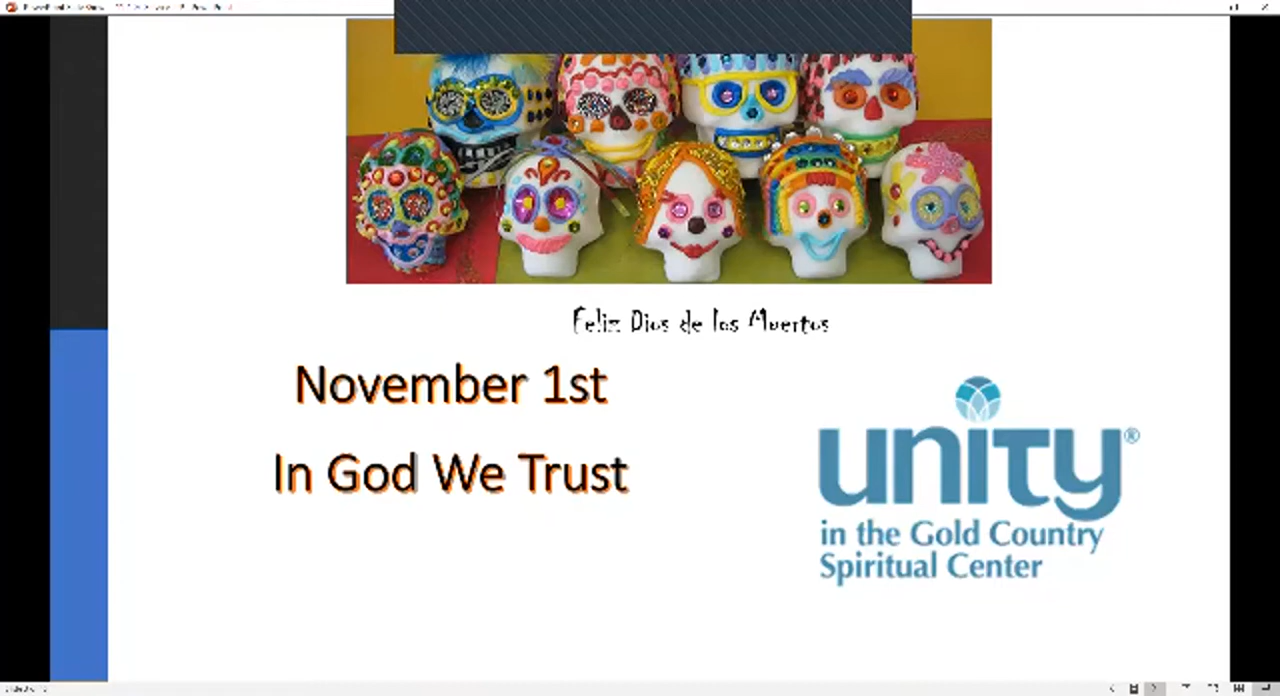 Feliz Dios de los Muertos
November 1st
In God We Trust
unity®
in the Gold Country
Spiritual Center